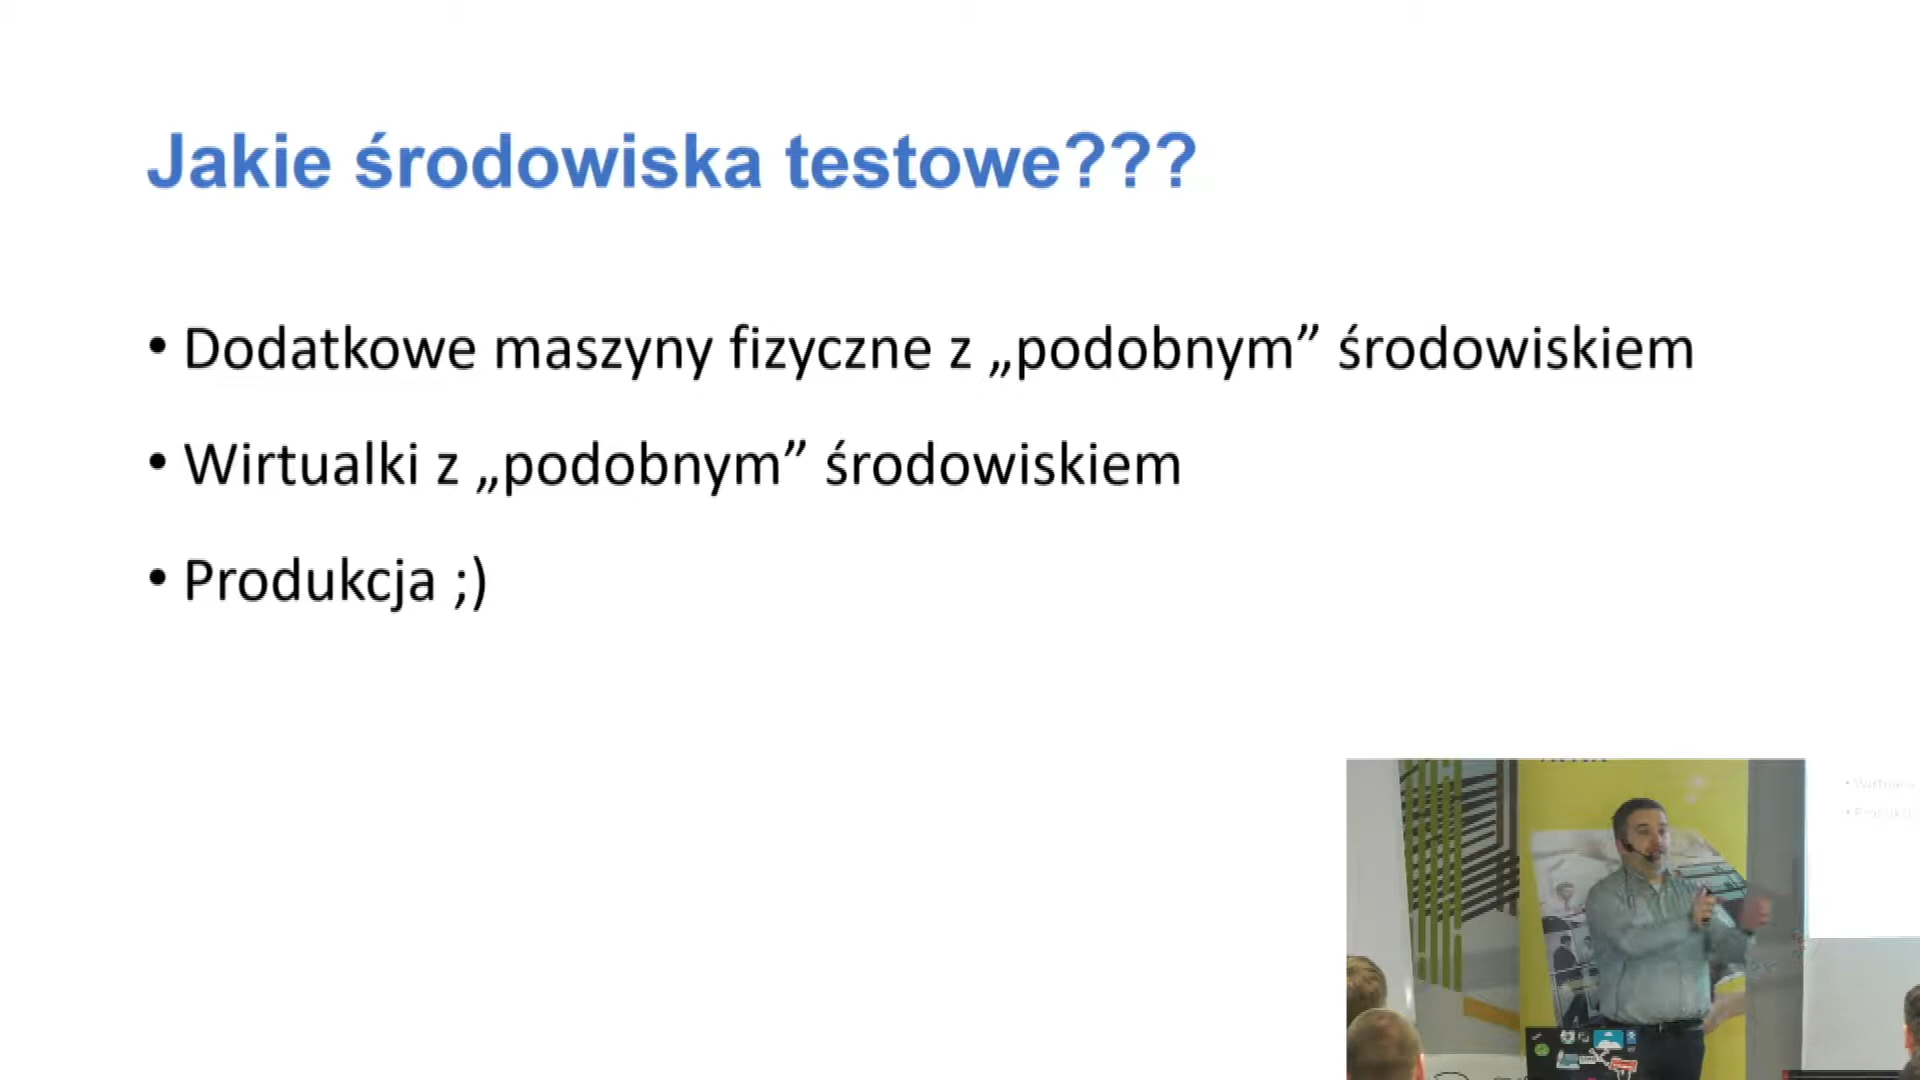 Jakie środowiska testowe???
• Dodatkowe maszyny fizyczne z „podobnym” środowiskiem
• Wirtualki z „podobnym” środowiskiem
• Produkcja ;)